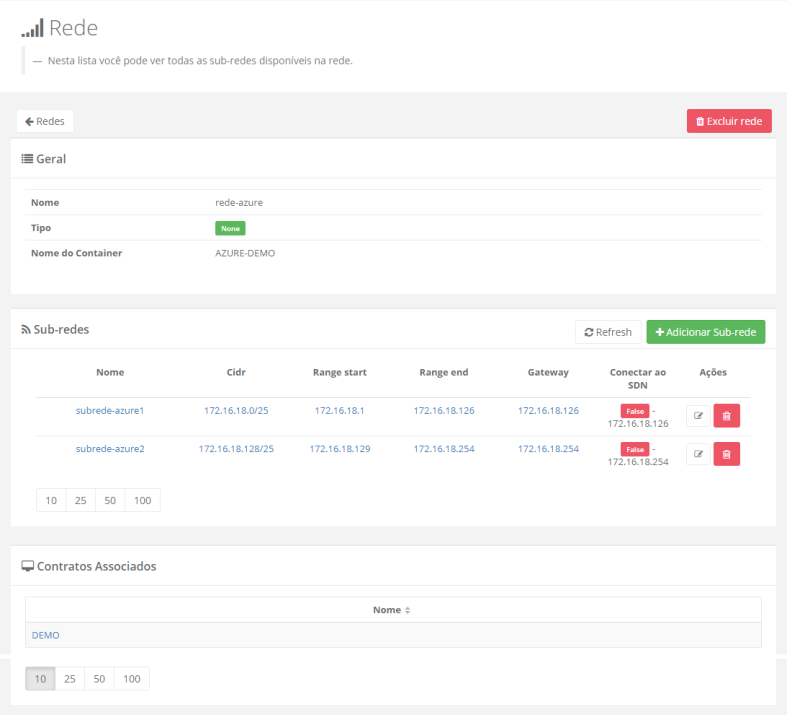 Rede
— Nesta lista você pode ver todas as sub-redes disponíveis na rede.
Redes
Excluir rede
Geral
Nome rede-azure
Tipo None
Nome do Container AZURE-DEMO
Sub-redes
Refresh
Adicionar Sub-rede
Nome Cidr Range start Range end Gateway Conectar ao SDN Ações
subrede-azure1 172.16.18.0/25 172.16.18.1 172.16.18.126 172.16.18.126 False - 172.16.18.126
subrede-azure2 172.16.18.128/25 172.16.18.129 172.16.18.254 172.16.18.254 False - 172.16.18.254
10 25 50 100
Contratos Associados
Nome
DEMO
10 25 50 100